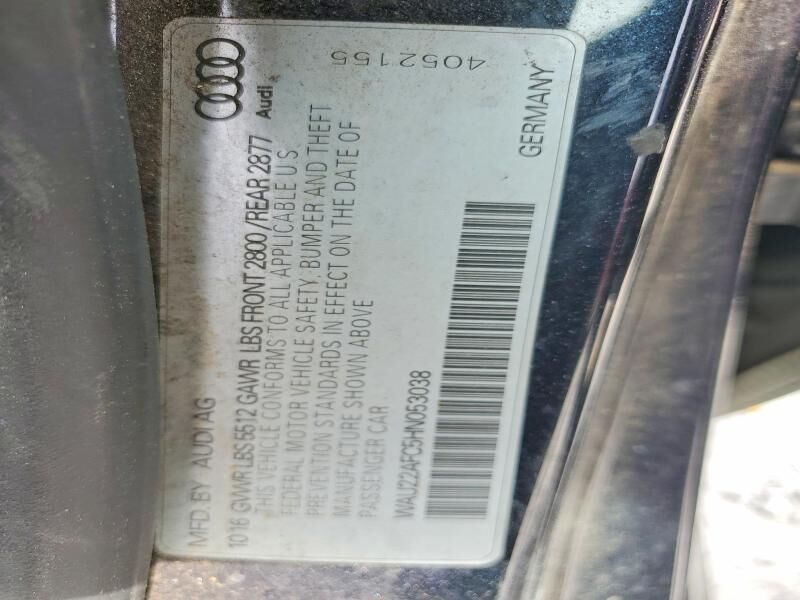 MFD BY AUDI AG
Audi
1016 GVWR LBS 5512 GAWR LBS FRONT 2800/REAR 2877
THIS VEHICLE CONFORMS TO ALL APPLICABLE U.S.
FEDERAL MOTOR VEHICLE SAFETY, BUMPER AND THEFT
PREVENTION STANDARDS IN EFFECT ON THE DATE OF
MANUFACTURE SHOWN ABOVE
PASSENGER CAR
4052155
WAU22AFC5HN053038
GERMANY